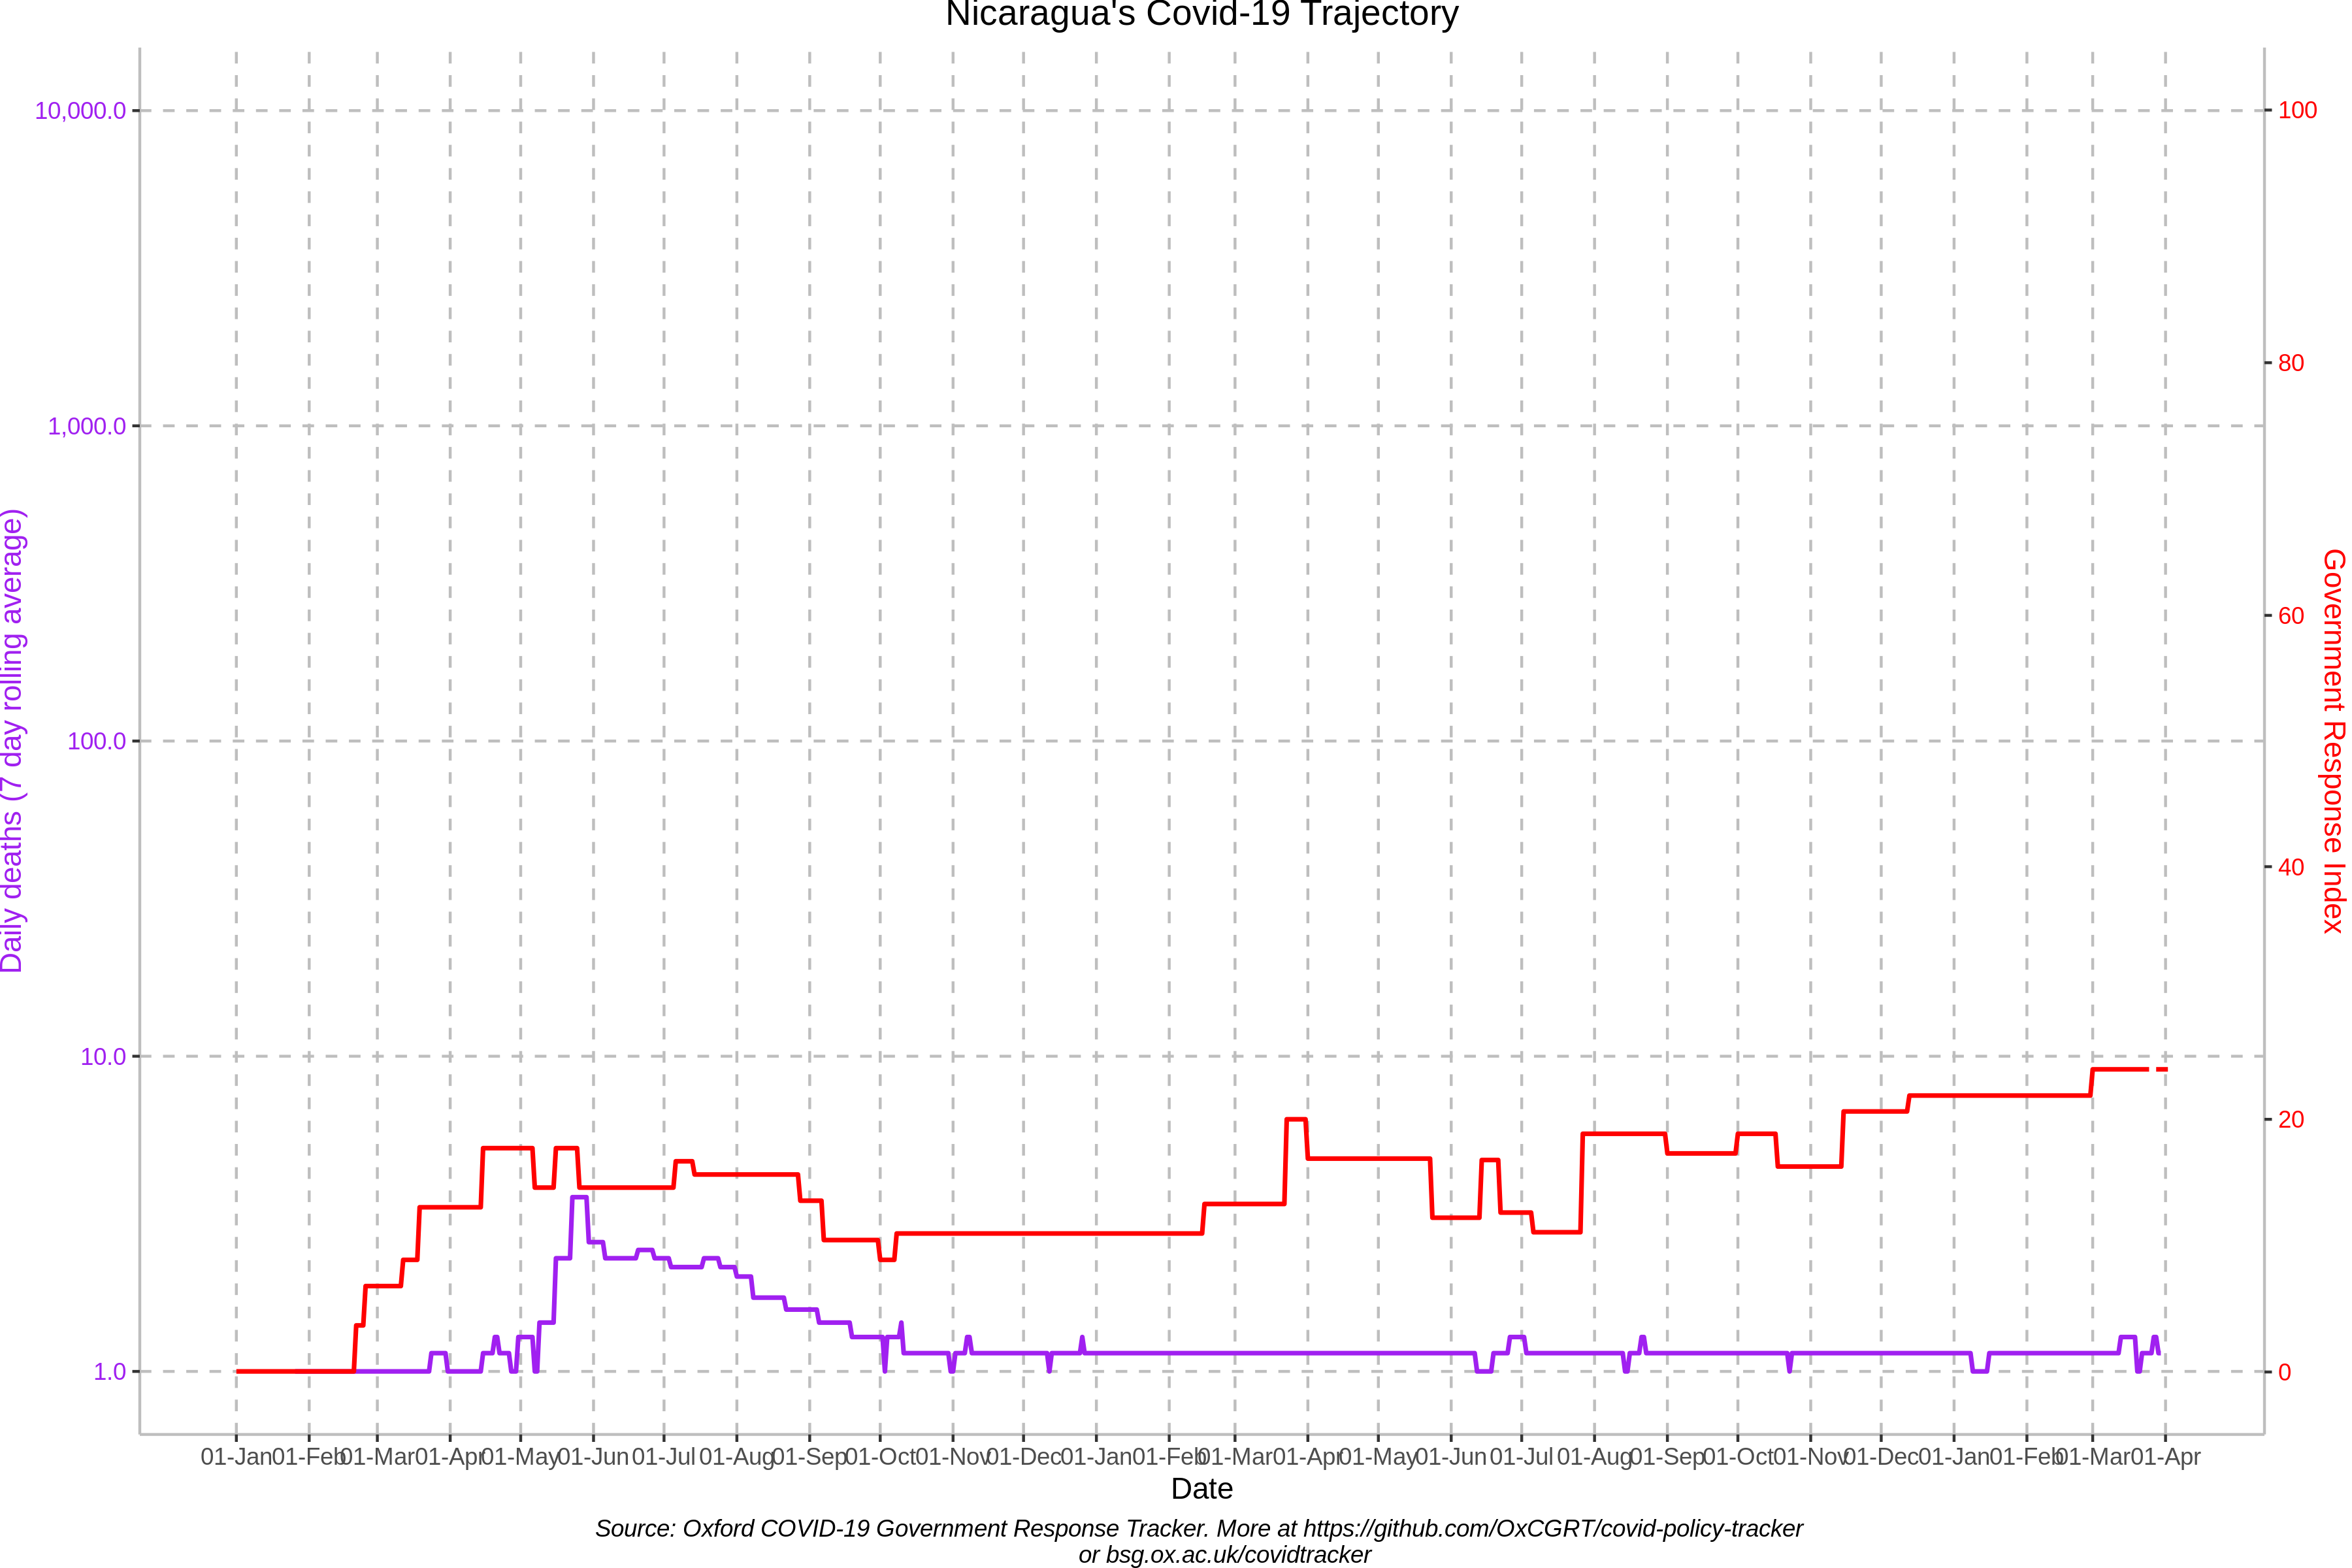 Nicaragua's Covid-19 Trajectory
10,000.0
1,000.0
100.0
10.0
1.0
Daily deaths (7 day rolling average)
100
80
60
40
20
0
Government Response Index
01-Jan 01-Feb 01-Mar 01-Apr 01-May 01-Jun 01-Jul 01-Aug 01-Sep 01-Oct 01-Nov 01-Dec 01-Jan 01-Feb 01-Mar 01-Apr 01-May 01-Jun 01-Jul 01-Aug 01-Sep 01-Oct 01-Nov 01-Dec 01-Jan 01-Feb 01-Mar 01-Apr
Date
Source: Oxford COVID-19 Government Response Tracker. More at https://github.com/OxCGRT/covid-policy-tracker
or bsg.ox.ac.uk/covidtracker